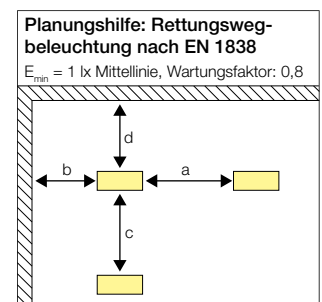 Planungshilfe: Rettungsweg-
beleuchtung nach EN 1838
Emin = 1 lx Mittellinie, Wartungsfaktor: 0,8
d
b
a
c